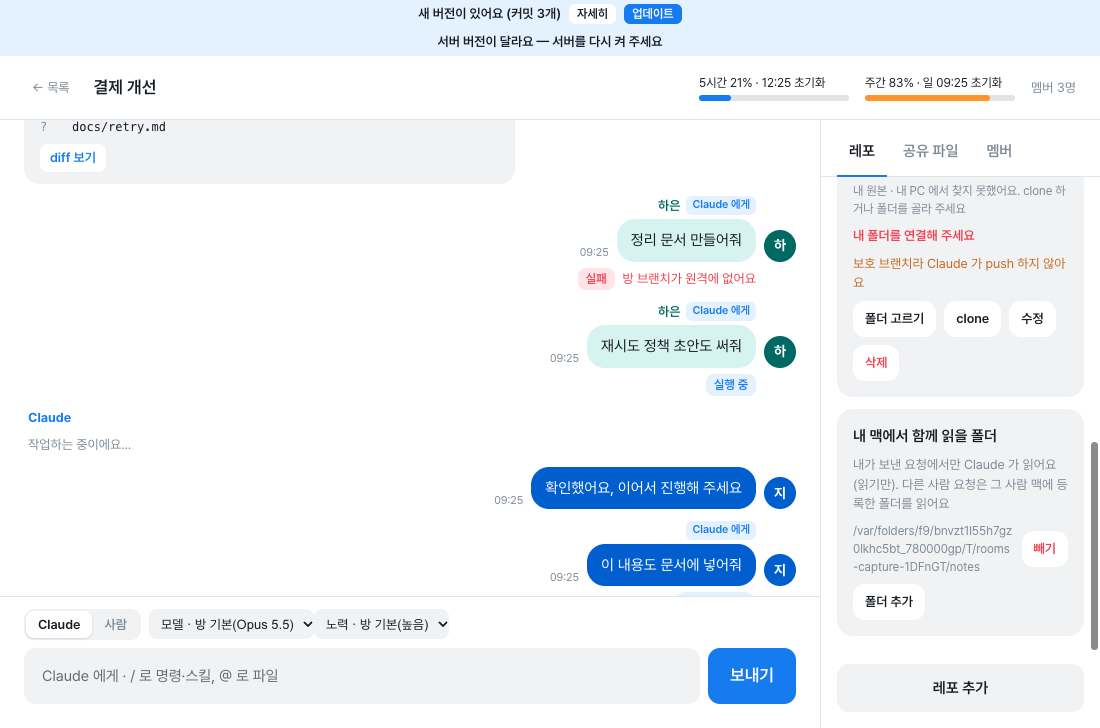 새 버전이 있어요 (커밋 3개) 자세히 업데이트
서버 버전이 달라요 — 서버를 다시 켜 주세요
← 목록 결제 개선
5시간 21% · 12:25 초기화
주간 83% · 일 09:25 초기화
멤버 3명
? docs/retry.md
diff 보기
하은 Claude 에게
정리 문서 만들어줘
하
09:25
실패 방 브랜치가 원격에 없어요
하은 Claude 에게
재시도 정책 초안도 써줘
하
09:25
실행 중
Claude
작업하는 중이에요...
확인했어요, 이어서 진행해 주세요
지
09:25
Claude 에게
이 내용도 문서에 넣어줘
지
09:25
Claude 사람 모델 · 방 기본(Opus 5.5) 노력 · 방 기본(높음)
Claude 에게 · / 로 명령·스킬, @ 로 파일
보내기
레포 공유 파일 멤버
내 원본 · 내 PC 에서 찾지 못했어요. clone 하
거나 폴더를 골라 주세요
내 폴더를 연결해 주세요
보호 브랜치라 Claude 가 push 하지 않아
요
폴더 고르기 clone 수정
삭제
내 맥에서 함께 읽을 폴더
내가 보낸 요청에서만 Claude 가 읽어요
(읽기만). 다른 사람 요청은 그 사람 맥에 등
록한 폴더를 읽어요
/var/folders/f9/bnvzt1l55h7gz
0lkhc5bt_780000gp/T/rooms
-capture-1DFnGT/notes
빼기
폴더 추가
레포 추가